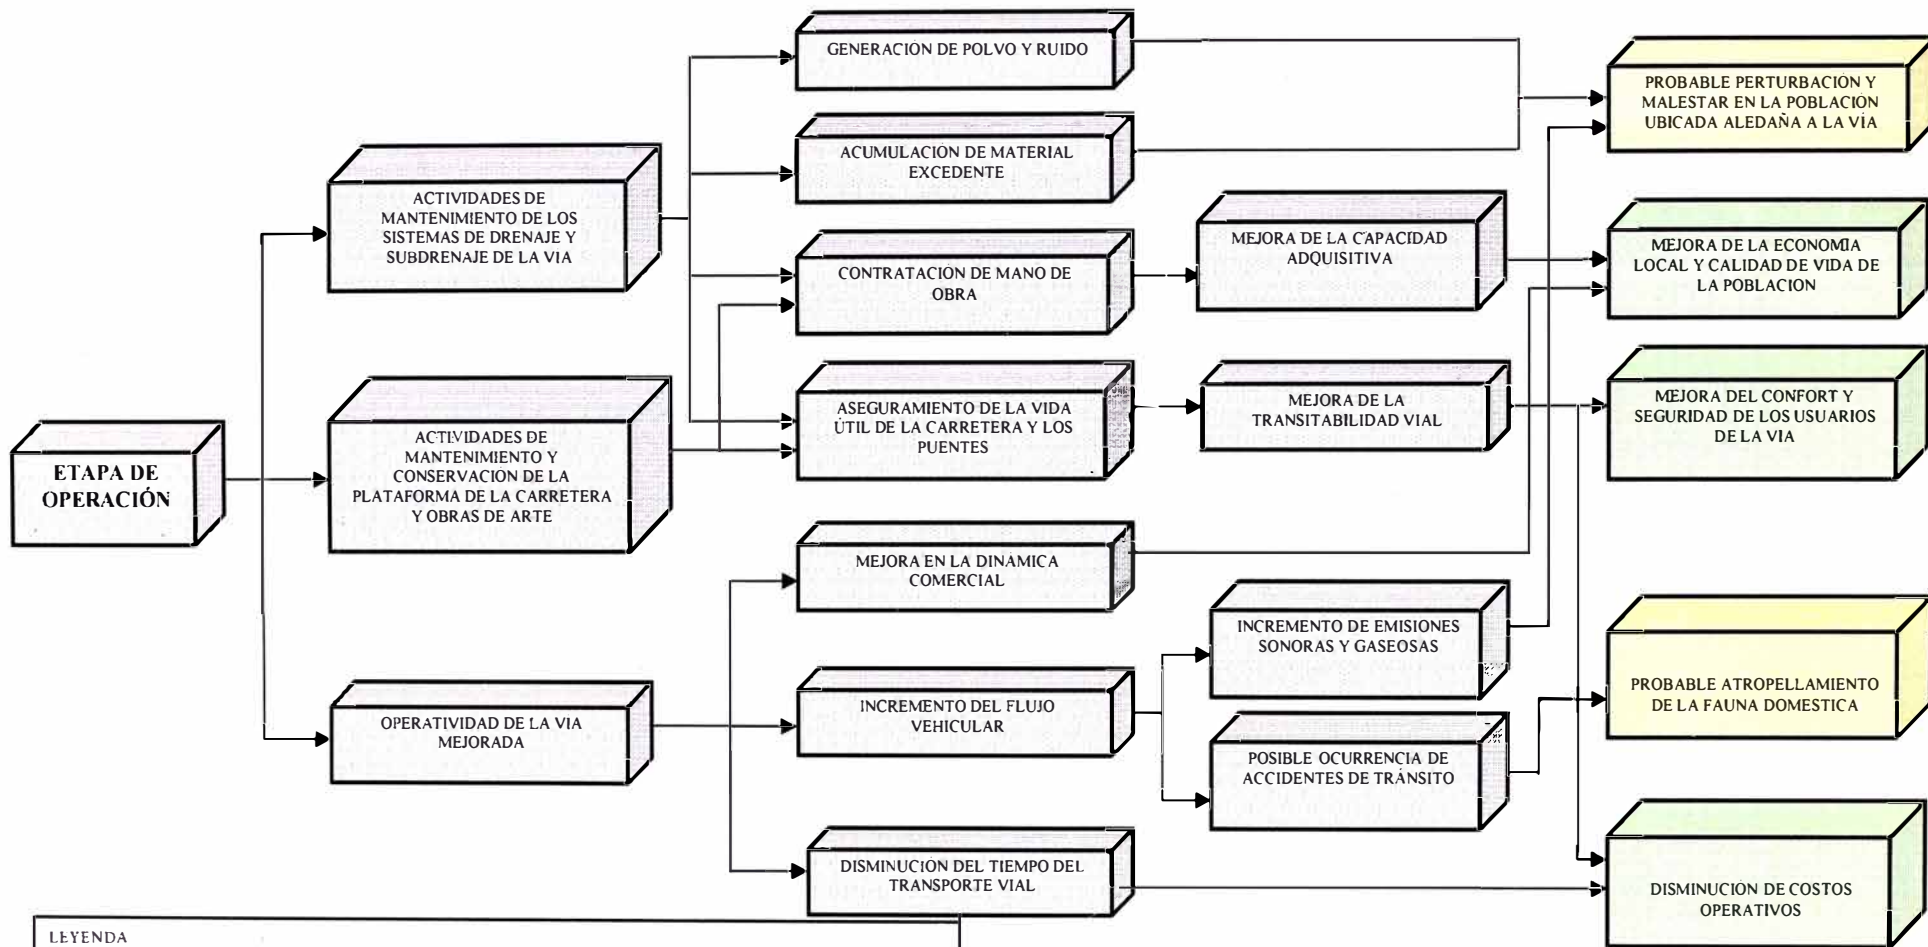 GENERACIÓN DE POLVO Y RUIDO
PROBABLE PERTURBACIÓN Y
MALESTAR EN LA POBLACIÓN
UBICADA ALEDAÑA A LA VÍA
ACUMULACIÓN DE MATERIAL
EXCEDENTE
ACTIVIDADES DE
MANTENIMIENTO DE LOS
SISTEMAS DE DRENAJE Y
SUBDRENAJE DE LA VIA
CONTRATACIÓN DE MANO DE
OBRA
MEJORA DE LA CAPACIDAD
ADQUISITIVA
MEJORA DE LA ECONOMIA
LOCAL Y CALIDAD DE VIDA DE
LA POBLACION
ETAPA DE
OPERACIÓN
ACTIVIDADES DE
MANTENIMIENTO Y
CONSERVACIÓN DE LA
PLATAFORMA DE LA CARRETERA
Y OBRAS DE ARTE
ASEGURAMIENTO DE LA VIDA
ÚTIL DE LA CARRETERA Y LOS
PUENTES
MEJORA DE LA
TRANSITABILIDAD VIAL
MEJORA DEL CONFORT Y
SEGURIDAD DE LOS USUARIOS
DE LA VIA
MEJORA EN LA DINÁMICA
COMERCIAL
INCREMENTO DE EMISIONES
SONORAS Y GASEOSAS
OPERATIVIDAD DE LA VIA
MEJORADA
INCREMENTO DEL FLUJO
VEHICULAR
PROBABLE ATROPELLAMIENTO
DE LA FAUNA DOMESTICA
POSIBLE OCURRENCIA DE
ACCIDENTES DE TRÁNSITO
DISMINUCIÓN DEL TIEMPO DEL
TRANSPORTE VIAL
DISMINUCIÓN DE COSTOS
OPERATIVOS
LEYENDA